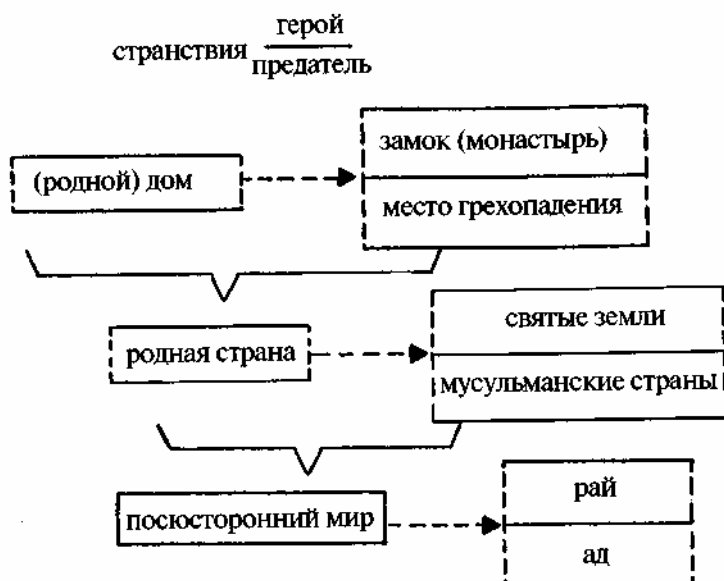 странствия герой
предатель
замок (монастырь)
(родной) дом
место грехопадения
святые земли
родная страна
мусульманские страны
рай
посюсторонний мир
ад